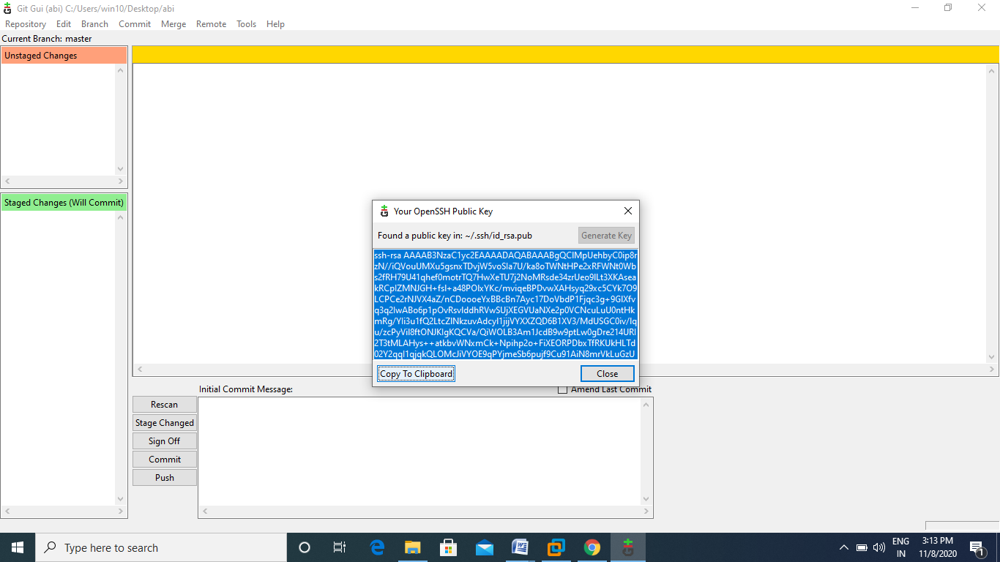 Git Gui (abi) C:/Users/win10/Desktop/abi
Repository Edit Branch Commit Merge Remote Tools Help
Current Branch: master
Unstaged Changes
Staged Changes (Will Commit)
Your OpenSSH Public Key
Found a public key in: ~/.ssh/id_rsa.pub
Generate Key
ssh-rsa AAAAB3NzaC1yc2EAAAADAQABAAABgQCIMpUehbyC0ip8r
zN//iQVouUMXu5gsnxTDvjW5voSla7U/ka8oTWNtHPe2xRFWNt0Wb
s2fRH79U41qhef0motrTQ7HwXeTU7j2NoMRsde34zrUeo9ILt3XKAsea
kRCpIZMNJGH+fsI+a48POIxYKc/mviqeBPDvwXAHsyq29xc5CYk7O9
LCPCe2rNJVX4aZ/nCDoooeYxBBcBn7Ayc17DoVbdP1Fjqc3g+9GIXfv
q3q2IwABo6p1pOvRsvIddhRVwSUjXEGVUaNXe2p0VCNcuLuU0ntHk
mRg/Yli3u1fQ2LtcZINkzuvAdcyI1jijVYXXZQD6B1XV3/MdUSGC0iv/Iq
u/zcPyVil8ftONJKIgKQCVa/QiWOLB3Am1JcdB9w9ptLw0gDre214URI
2T3tMLAHys++atkbvWNxmCk+Npihp2o+FiXEORPDbxTfRKUkHLTd
02Y2qqI1qjqkQLOMcJiVYOE9qPYjmeSb6pujf9Cu91AiN8mrVkLuGzU
Copy To Clipboard
Close
Initial Commit Message:
Amend Last Commit
Rescan
Stage Changed
Sign Off
Commit
Push
Type here to search
ENG
IN
3:13 PM
11/8/2020
1